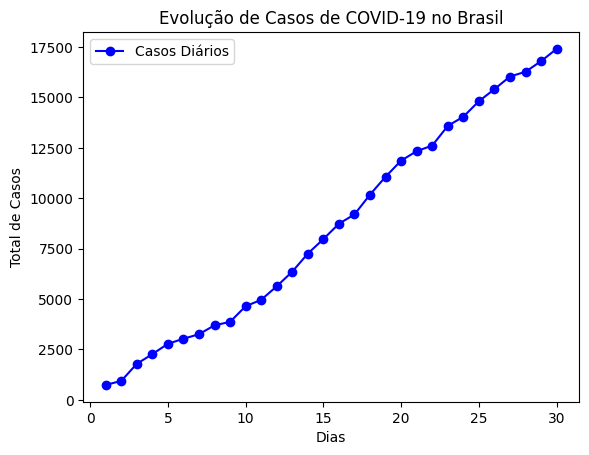 Evolução de Casos de COVID-19 no Brasil
Casos Diários
Total de Casos
17500
15000
12500
10000
7500
5000
2500
0
0 5 10 15 20 25 30
Dias